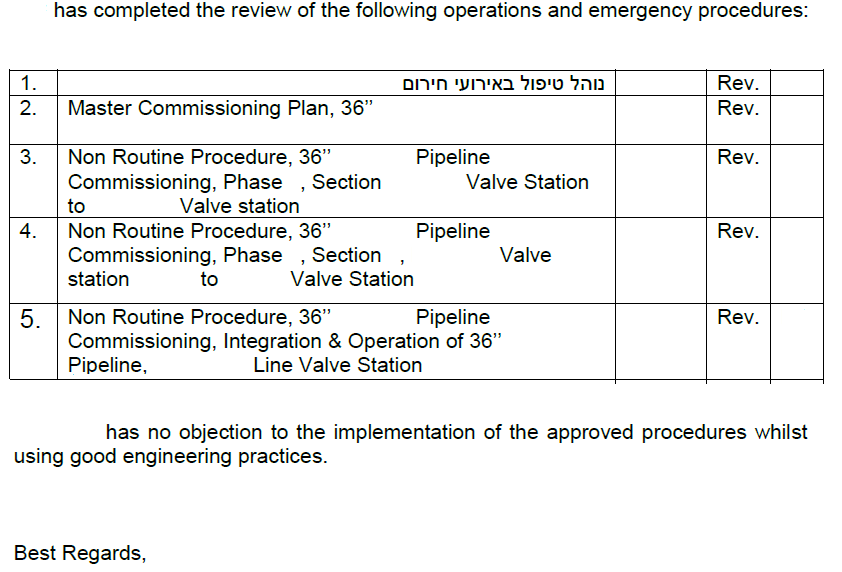 has completed the review of the following operations and emergency procedures:
1. נוהל טיפול באירועי חירום Rev.
2. Master Commissioning Plan, 36’’ Rev.
3. Non Routine Procedure, 36’’ Pipeline Rev.
Commissioning, Phase , Section Valve Station
to Valve station
4. Non Routine Procedure, 36’’ Pipeline Rev.
Commissioning, Phase , Section , Valve
station to Valve Station
5. Non Routine Procedure, 36’’ Pipeline Rev.
Commissioning, Integration & Operation of 36’’
Pipeline, Line Valve Station
has no objection to the implementation of the approved procedures whilst
using good engineering practices.
Best Regards,